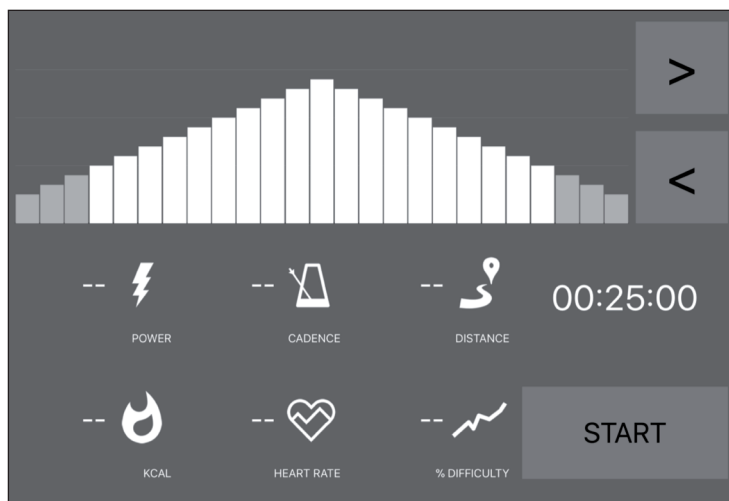 >
<
-- -- -- 00:25:00
POWER CADENCE DISTANCE
-- -- -- START
KCAL HEART RATE % DIFFICULTY